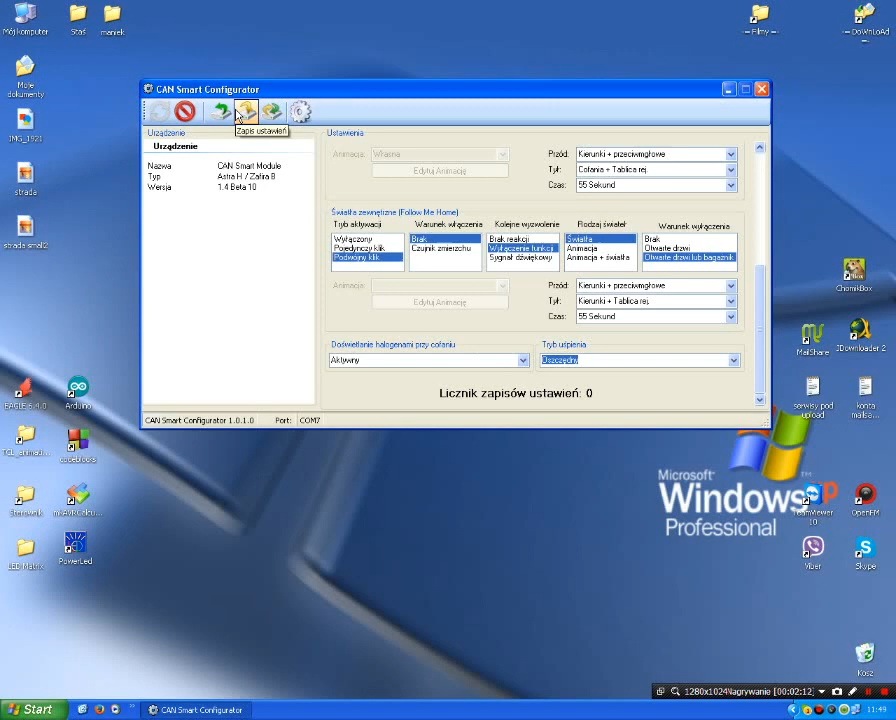 Mój komputer
Staś
maniek
-= Filmy =-
-= DoWnLoAd
=-
Moje
dokumenty
IMG_1921
strada
strada small2
CAN Smart Configurator
Zapis ustawień
Urządzenie
Urządzenie
Nazwa CAN Smart Module
Typ Astra H / Zafira B
Wersja 1.4 Beta 10
Ustawienia
Animacja: Własna
Edytuj Animację
Przód: Kierunki + przeciwmgłowe
Tył: Cofania + Tablica rej.
Czas: 55 Sekund
Światła zewnętrzne (Follow Me Home)
Tryb aktywacji Warunek włączenia Kolejne wyzwolenie Rodzaj świateł Warunek wyłączenia
Wyłączony Brak Brak reakcji Światła Brak
Pojedynczy klik Czujnik zmierzchu Wyłączenie funkcji Animacja Otwarte drzwi
Podwójny klik Sygnał dźwiękowy Animacja + światła Otwarte drzwi lub bagażnik
Animacja:
Edytuj Animację
Przód: Kierunki + przeciwmgłowe
Tył: Kierunki + Tablica rej.
Czas: 55 Sekund
Doświetlanie halogenami przy cofaniu Tryb uśpienia
Aktywny Oszczędny
Licznik zapisów ustawień: 0
CAN Smart Configurator 1.0.1.0 Port: COM7
ChomikBox
MailShare
JDownloader 2
EAGLE 6.4.0
Arduino
serwisy pod
upload
konta
mailsa...
TCL_animati...
codeblocks
Sterownik
mkAVRCalcu...
LED Matrix
PowerLed
Microsoft®
Windows xp
Professional
TeamViewer
10
OpenFM
Viber
Skype
Kosz
1280x1024 Nagrywanie [00:02:12]
Start
CAN Smart Configurator
11:49